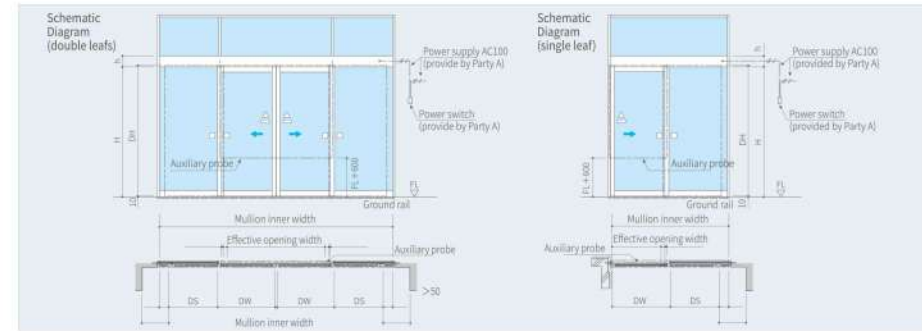 Schematic
Diagram
(double leafs)
Power supply AC100
(provide by Party A)
Power switch
(provide by Party A)
h
H
DH
10
Auxiliary probe
FL+600
Ground rail
Mullion inner width
Effective opening width
Auxiliary probe
>50
DS
DW
DW
DS
Mullion inner width
Schematic
Diagram
(single leaf)
Power supply AC100
(provided by Party A)
Power switch
(provided by Party A)
h
DH
H
10
Auxiliary probe
FL+600
Ground rail
Mullion inner width
Effective opening width
Auxiliary probe
DW
DS